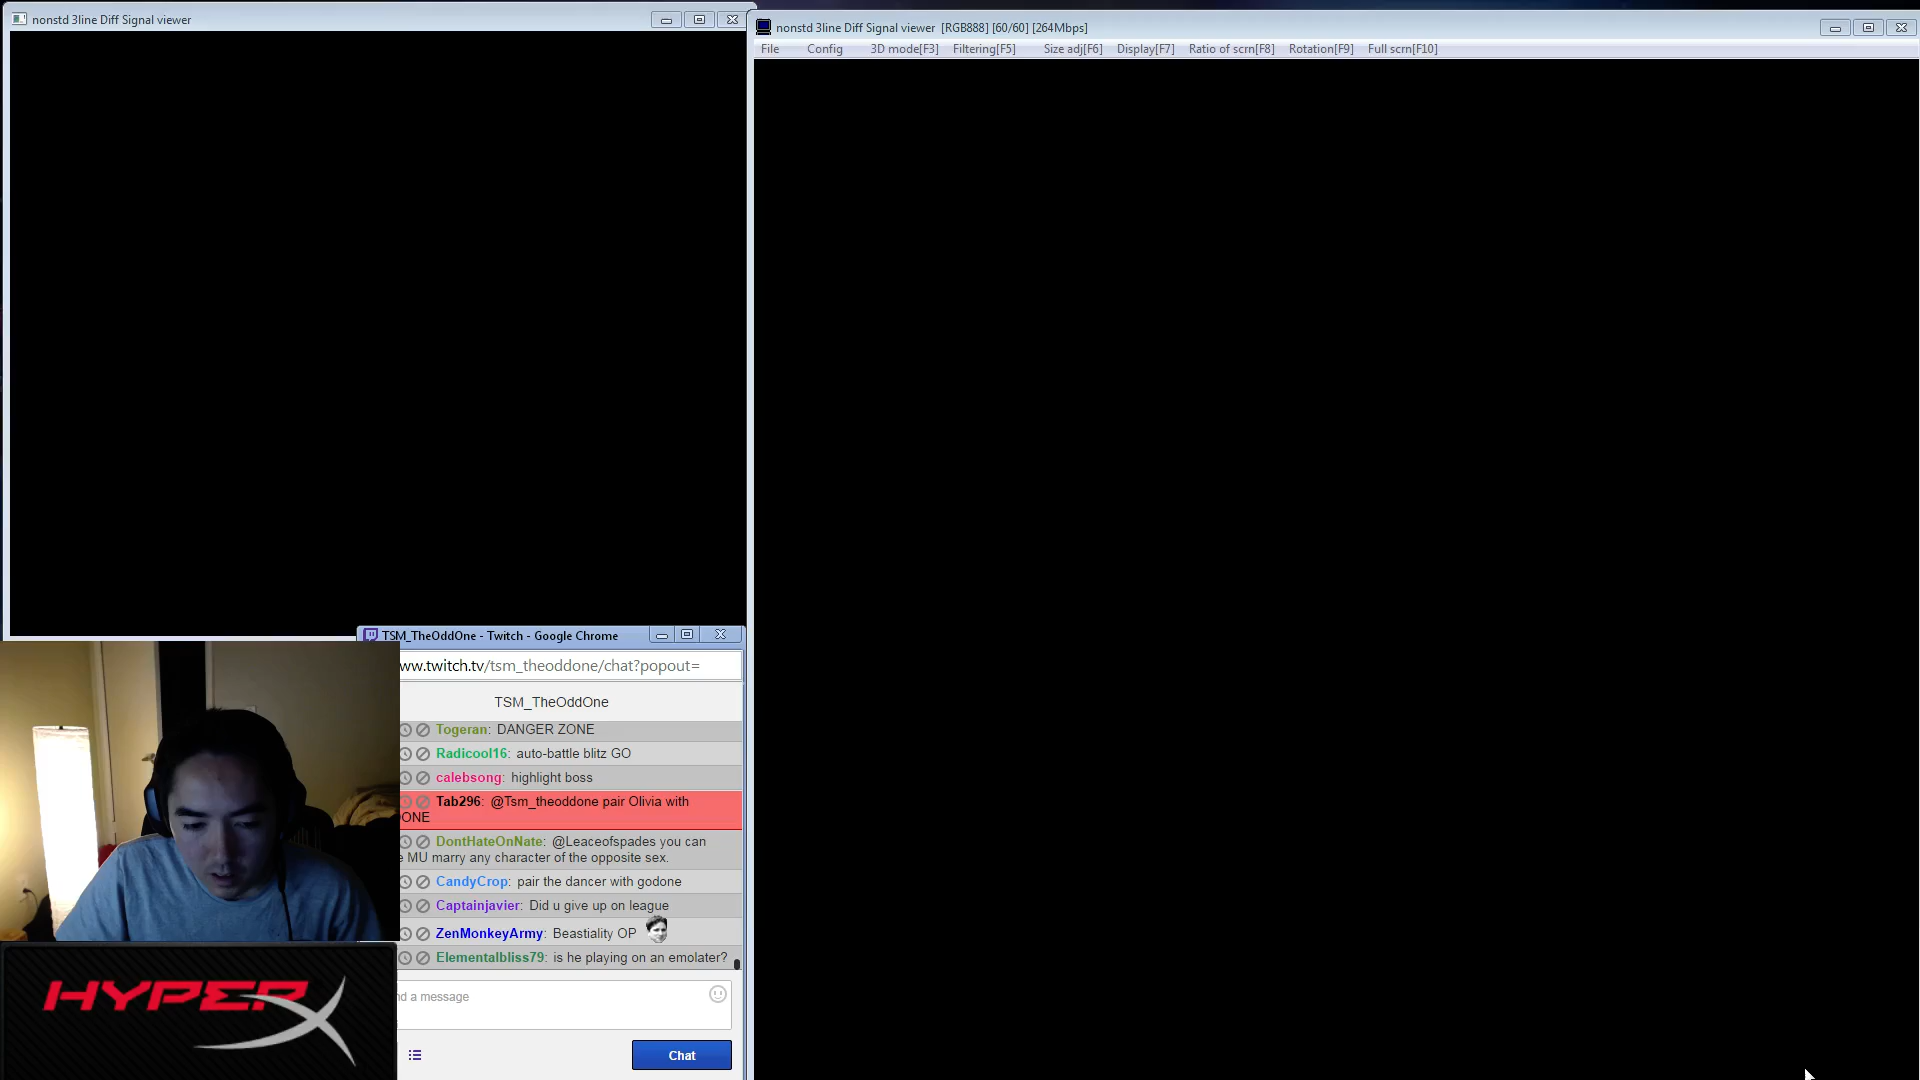 nonstd 3line Diff Signal viewer
nonstd 3line Diff Signal viewer [RGB888] [60/60] [264Mbps]
File Config 3D mode[F3] Filtering[F5] Size adj[F6] Display[F7] Ratio of scrn[F8] Rotation[F9] Full scrn[F10]
TSM_TheOddOne - Twitch - Google Chrome
ww.twitch.tv/tsm_theoddone/chat?popout=
TSM_TheOddOne
Togeran: DANGER ZONE
Radicool16: auto-battle blitz GO
calebsong: highlight boss
Tab296: @Tsm_theoddone pair Olivia with
ONE
DontHateOnNate: @Leaceofspades you can
e MU marry any character of the opposite sex.
CandyCrop: pair the dancer with godone
Captainjavier: Did u give up on league
ZenMonkeyArmy: Beastiality OP
Elementalbliss79: is he playing on an emolater?
nd a message
Chat
HYPERX